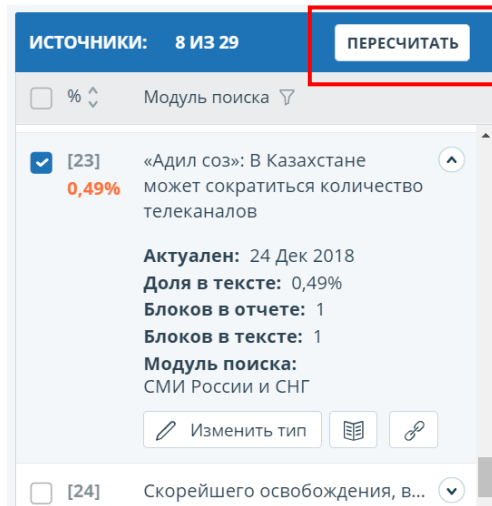 ИСТОЧНИКИ: 8 ИЗ 29 ПЕРЕСЧИТАТЬ
% Модуль поиска
[23] «Адил соз»: В Казахстане
0,49% может сократиться количество
телеканалов
Актуален: 24 Дек 2018
Доля в тексте: 0,49%
Блоков в отчете: 1
Блоков в тексте: 1
Модуль поиска:
СМИ России и СНГ
Изменить тип
[24] Скорейшего освобождения, в...